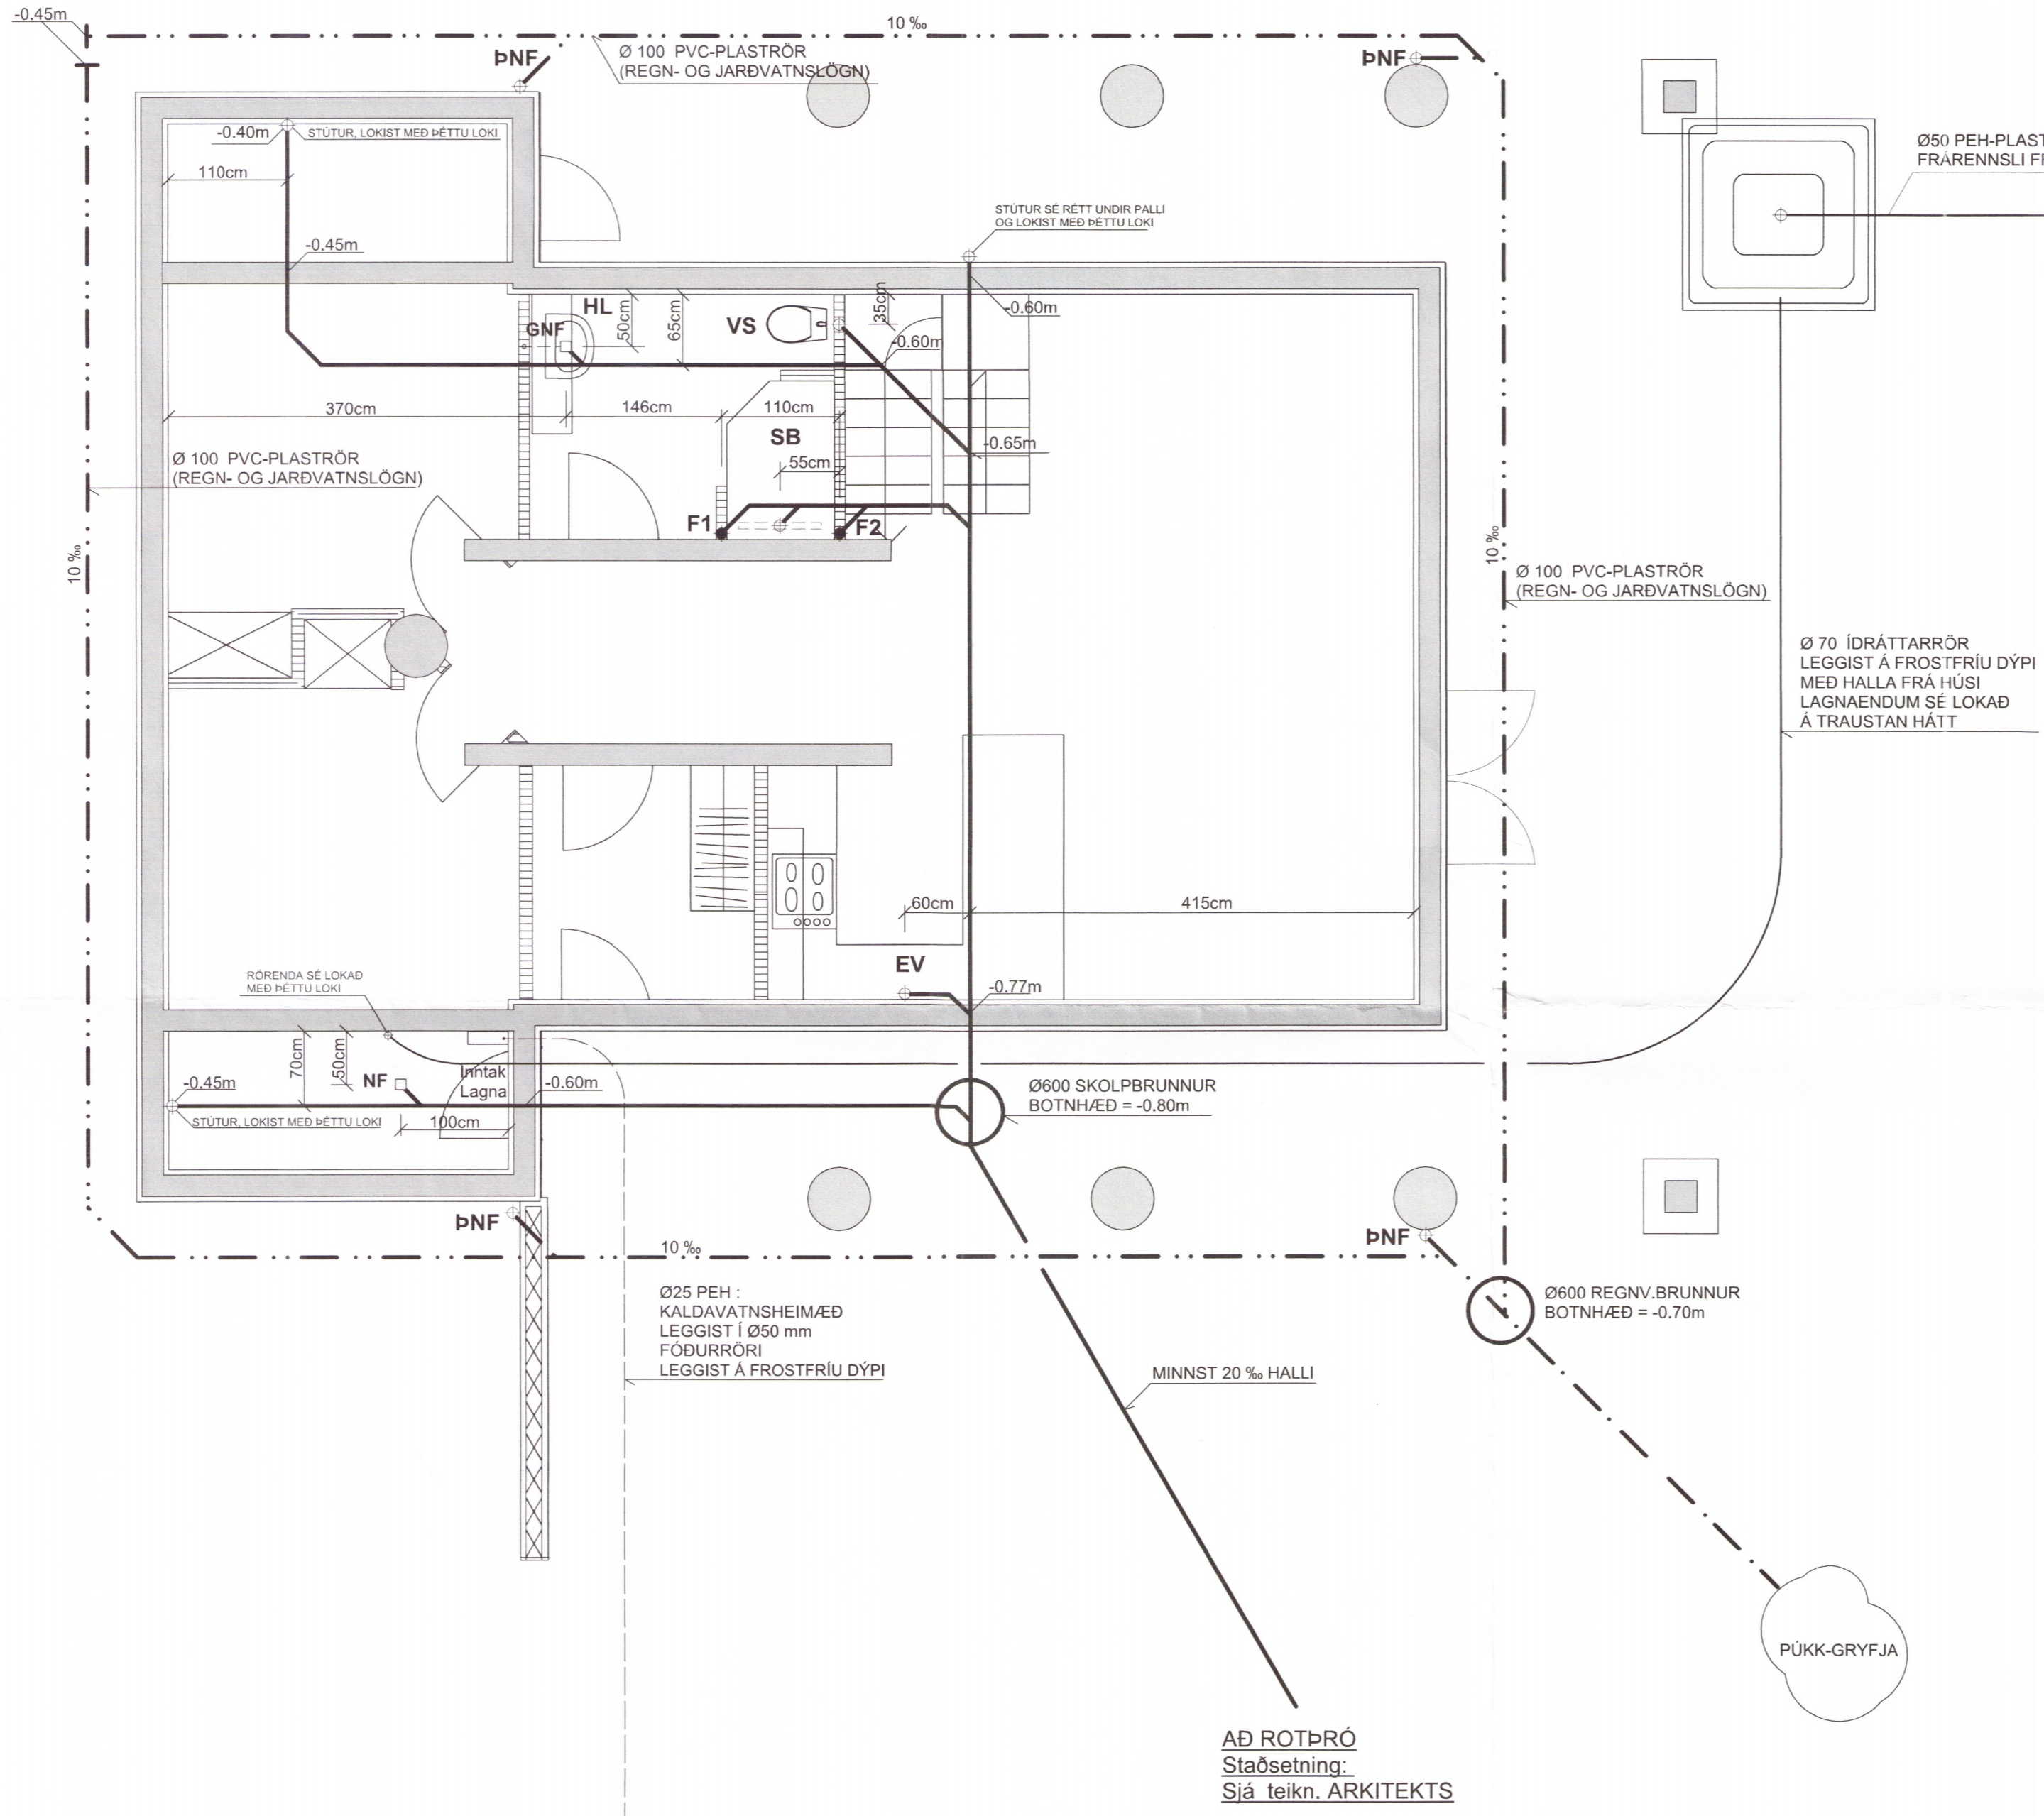 -0.45m
10 ‰
ÞNF
Ø 100 PVC-PLASTRÖR
(REGN- OG JARÐVATNSLÖGN)
ÞNF
-0.40m
STÚTUR, LOKIST MEÐ ÞÉTTU LOKI
110cm
-0.45m
STÚTUR SÉ RÉTT UNDIR PALLI
OG LOKIST MEÐ ÞÉTTU LOKI
Ø50 PEH-PLAST
FRÁRENNSLI F
HL
GNF
50cm
65cm
VS
35cm
-0.60m
-0.60m
370cm
146cm
110cm
SB
55cm
-0.65m
Ø 100 PVC-PLASTRÖR
(REGN- OG JARÐVATNSLÖGN)
F1
F2
10 ‰
10 ‰
Ø 100 PVC-PLASTRÖR
(REGN- OG JARÐVATNSLÖGN)
Ø 70 ÍDRÁTTARRÖR
LEGGIST Á FROSTFRÍU DÝPI
MEÐ HALLA FRÁ HÚSI
LAGNAENDUM SÉ LOKAÐ
Á TRAUSTAN HÁTT
60cm
415cm
EV
-0.77m
RÖRENDA SÉ LOKAÐ
MEÐ ÞÉTTU LOKI
70cm
50cm
NF
Inntak
Lagna
-0.45m
-0.60m
STÚTUR, LOKIST MEÐ ÞÉTTU LOKI
100cm
Ø600 SKOLPBRUNNUR
BOTNHÆÐ = -0.80m
ÞNF
10 ‰
ÞNF
Ø25 PEH :
KALDAVATNSHEIMÆÐ
LEGGIST Í Ø50 mm
FÓÐURRÖRI
LEGGIST Á FROSTFRÍU DÝPI
Ø600 REGNV.BRUNNUR
BOTNHÆÐ = -0.70m
MINNST 20 ‰ HALLI
PÚKK-GRYFJA
AÐ ROTÞRÓ
Staðsetning:
Sjá teikn. ARKITEKTS